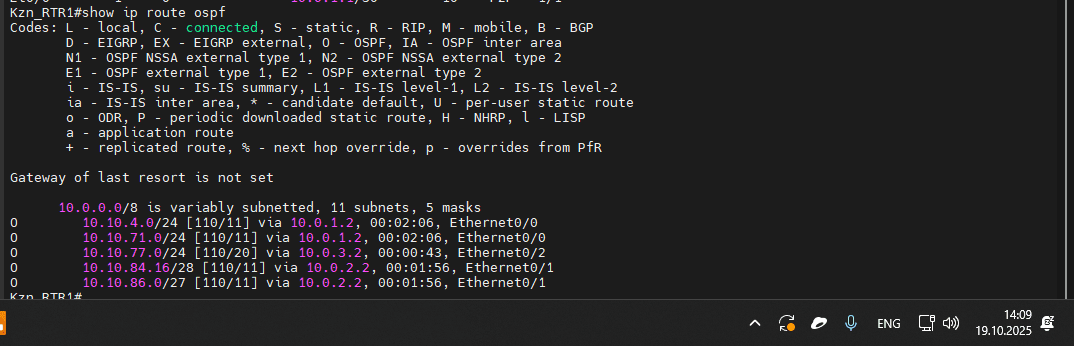 Kzn_RTR1#show ip route ospf
Codes: L - local, C - connected, S - static, R - RIP, M - mobile, B - BGP
D - EIGRP, EX - EIGRP external, O - OSPF, IA - OSPF inter area
N1 - OSPF NSSA external type 1, N2 - OSPF NSSA external type 2
E1 - OSPF external type 1, E2 - OSPF external type 2
i - IS-IS, su - IS-IS summary, L1 - IS-IS level-1, L2 - IS-IS level-2
ia - IS-IS inter area, * - candidate default, U - per-user static route
o - ODR, P - periodic downloaded static route, H - NHRP, l - LISP
a - application route
+ - replicated route, % - next hop override, p - overrides from PfR
Gateway of last resort is not set
10.0.0.0/8 is variably subnetted, 11 subnets, 5 masks
O 10.10.4.0/24 [110/11] via 10.0.1.2, 00:02:06, Ethernet0/0
O 10.10.71.0/24 [110/11] via 10.0.1.2, 00:02:06, Ethernet0/0
O 10.10.77.0/24 [110/20] via 10.0.3.2, 00:00:43, Ethernet0/2
O 10.10.84.16/28 [110/11] via 10.0.2.2, 00:01:56, Ethernet0/1
O 10.10.86.0/27 [110/11] via 10.0.2.2, 00:01:56, Ethernet0/1
Kzn_RTR1#
ENG
14:09
19.10.2025